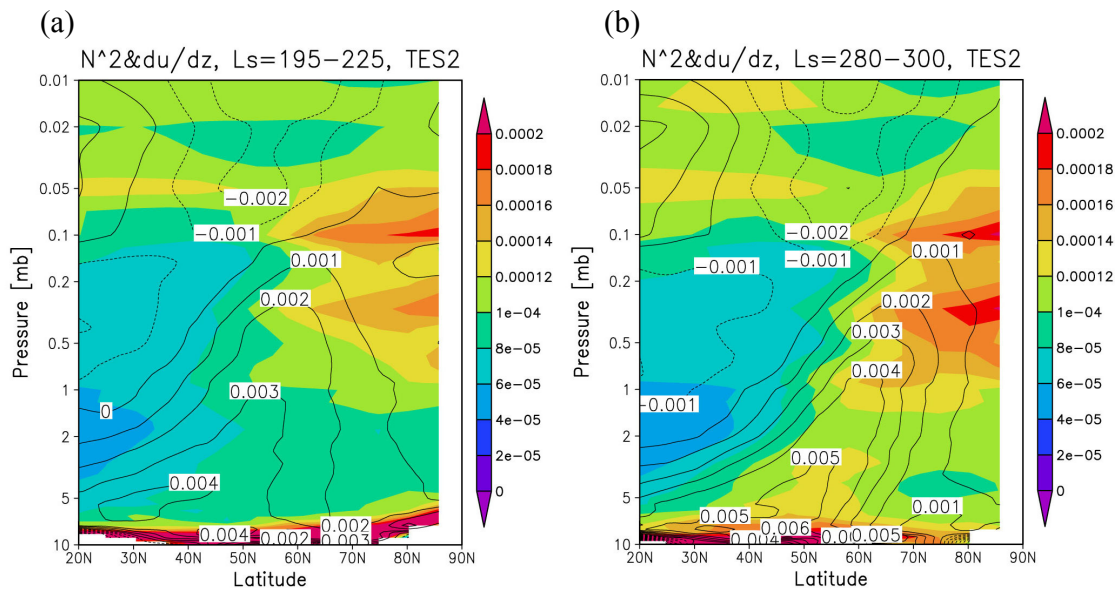 (a)
N^2&du/dz, Ls=195-225, TES2
Pressure [mb]
0.01
0.02
0.05
0.1
0.2
0.5
1
2
5
10
20N 30N 40N 50N 60N 70N 80N 90N
Latitude
-0.002
-0.001
0.001
0.002
0.003
0
0.004
0.002
0.004 0.002 0.003
0.0002
0.00018
0.00016
0.00014
0.00012
1e-04
8e-05
6e-05
4e-05
2e-05
0
(b)
N^2&du/dz, Ls=280-300, TES2
Pressure [mb]
0.01
0.02
0.05
0.1
0.2
0.5
1
2
5
10
20N 30N 40N 50N 60N 70N 80N 90N
Latitude
-0.002
0.001
-0.001 -0.001
0.002
0.003
0.004
-0.001
0.005
0.001
0.005
0.006
0.004 0.005
0.0002
0.00018
0.00016
0.00014
0.00012
1e-04
8e-05
6e-05
4e-05
2e-05
0